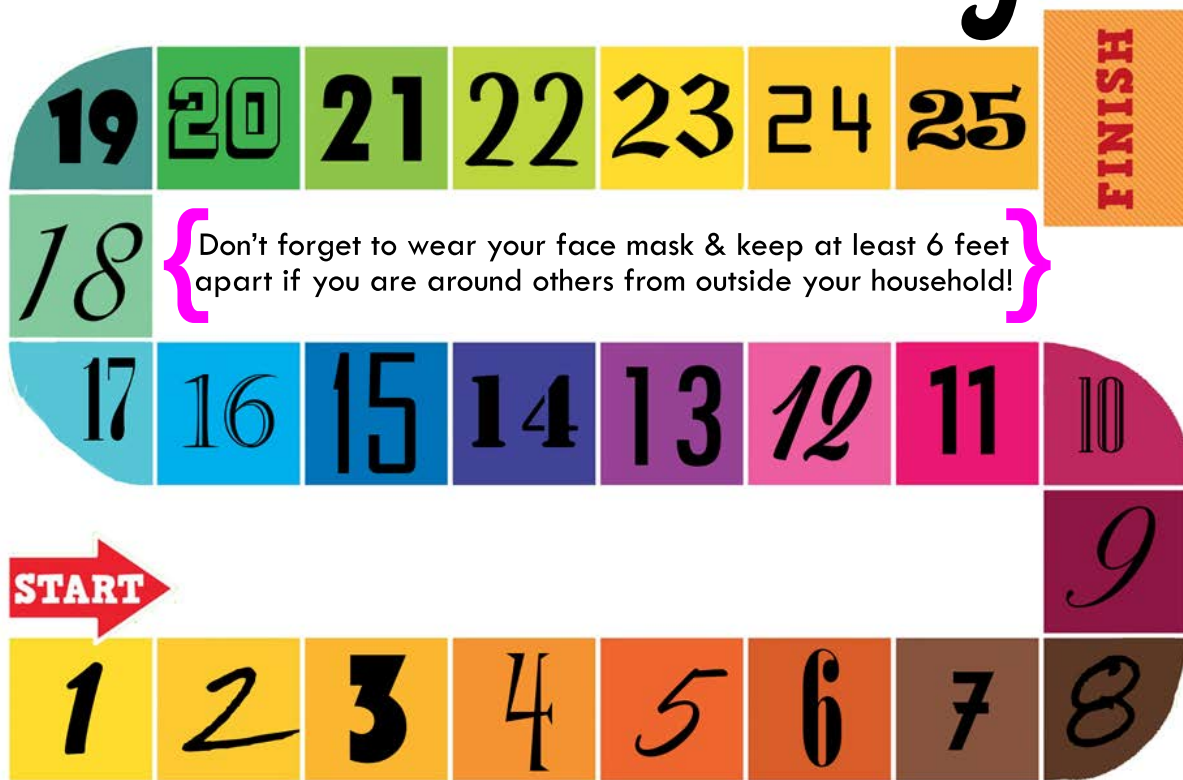 19 20 21 22 23 24 25 FINISH
18
Don't forget to wear your face mask & keep at least 6 feet
apart if you are around others from outside your household!
17 16 15 14 13 12 11 10
9
START
1 2 3 4 5 6 7 8